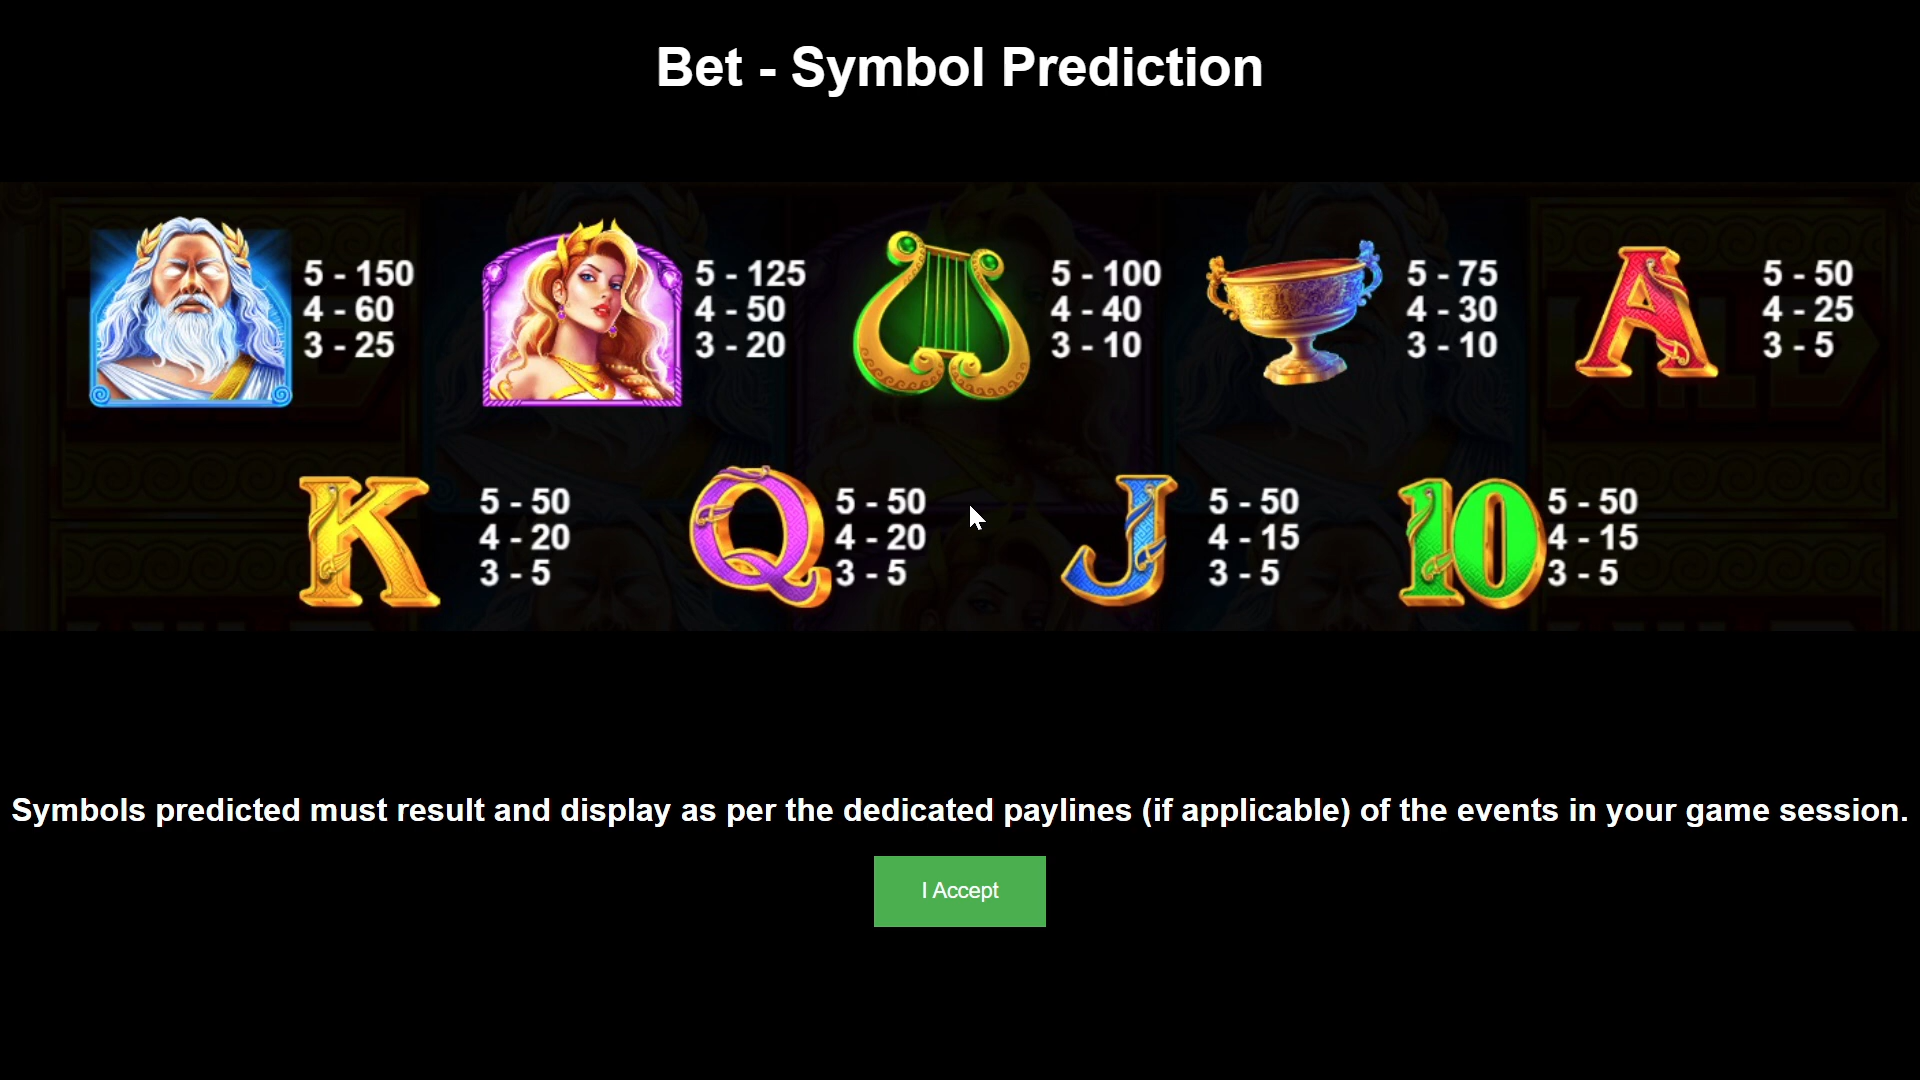 Bet - Symbol Prediction
5 - 150
4 - 60
3 - 25
5 - 125
4 - 50
3 - 20
5 - 100
4 - 40
3 - 10
5 - 75
4 - 30
3 - 10
A
5 - 50
4 - 25
3 - 5
K
5 - 50
4 - 20
3 - 5
Q
5 - 50
4 - 20
3 - 5
J
5 - 50
4 - 15
3 - 5
10
5 - 50
4 - 15
3 - 5
Symbols predicted must result and display as per the dedicated paylines (if applicable) of the events in your game session.
I Accept